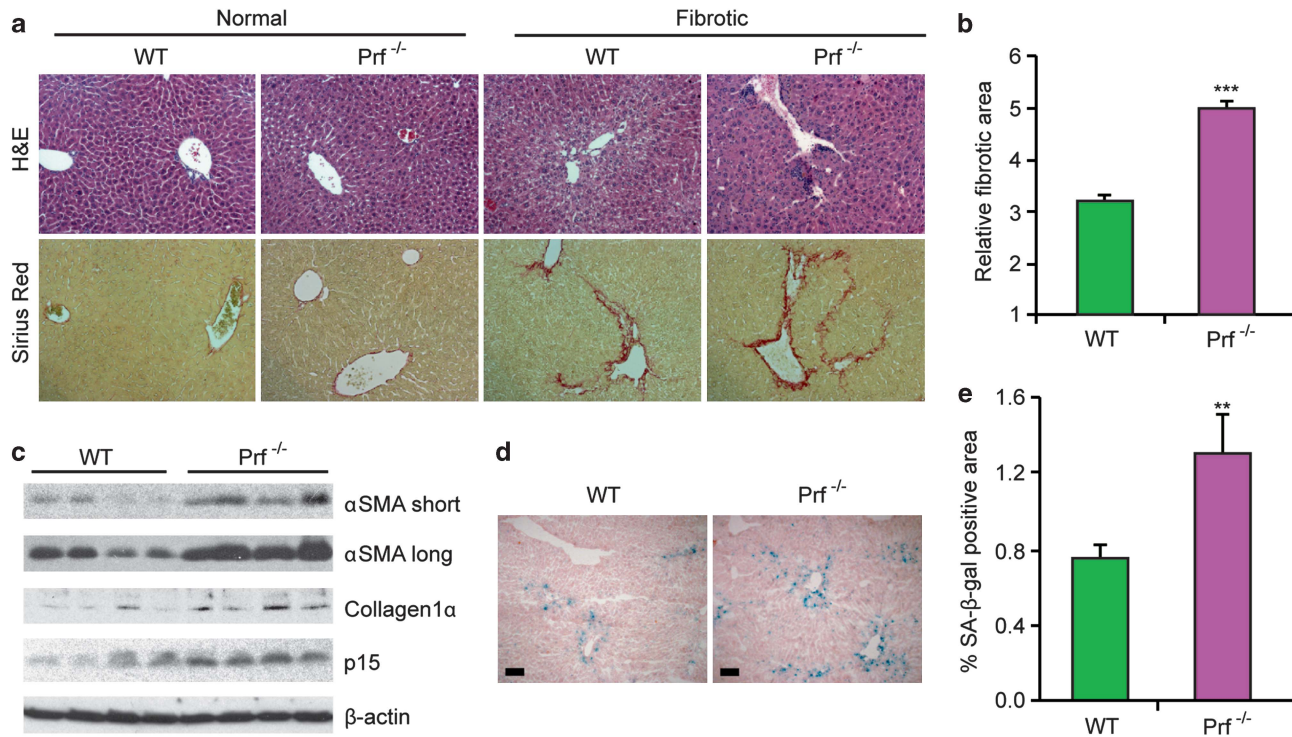 a
Normal
Fibrotic
WT
Prf -/-
WT
Prf -/-
H&E
Sirius Red
b
Relative fibrotic area
6
5
4
3
2
1
***
WT
Prf -/-
c
WT
Prf -/-
αSMA short
αSMA long
Collagen1α
p15
β-actin
d
WT
Prf -/-
e
% SA-β-gal positive area
1.6
1.2
0.8
0.4
0.0
**
WT
Prf -/-